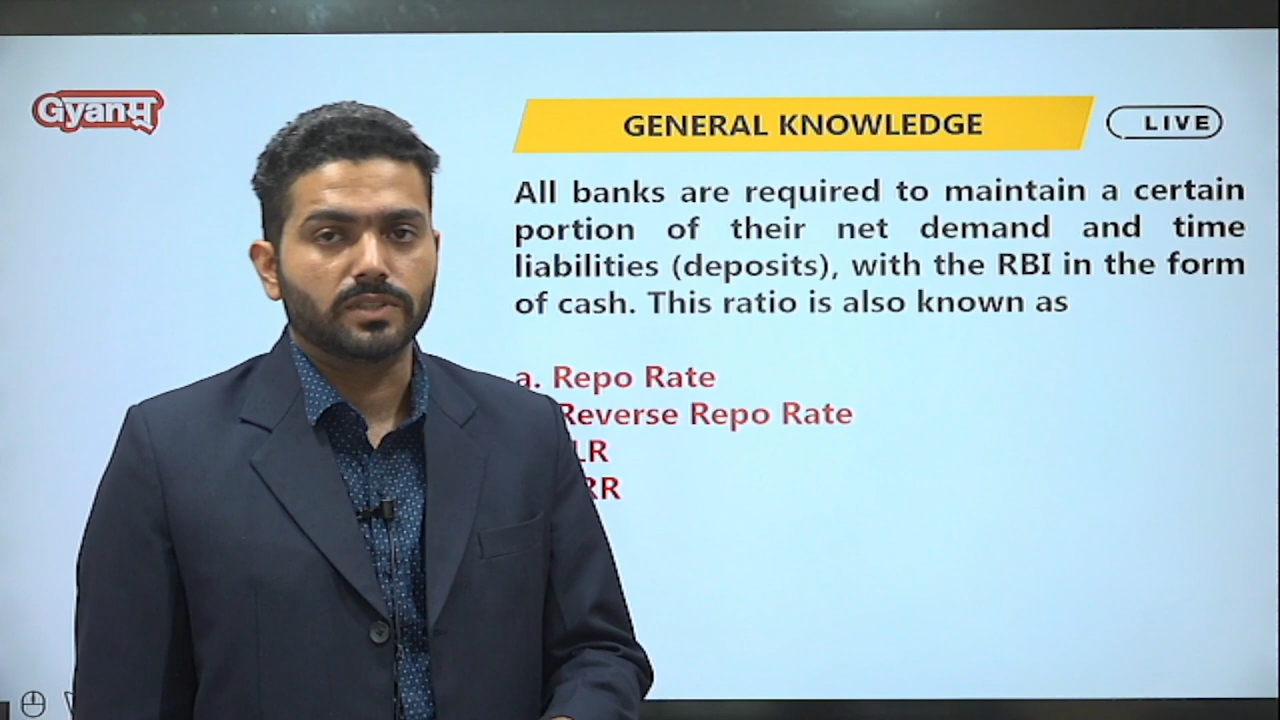 Gyanम्
GENERAL KNOWLEDGE
LIVE
All banks are required to maintain a certain
portion of their net demand and time
liabilities (deposits), with the RBI in the form
of cash. This ratio is also known as
a. Repo Rate
Reverse Repo Rate
LR
RR